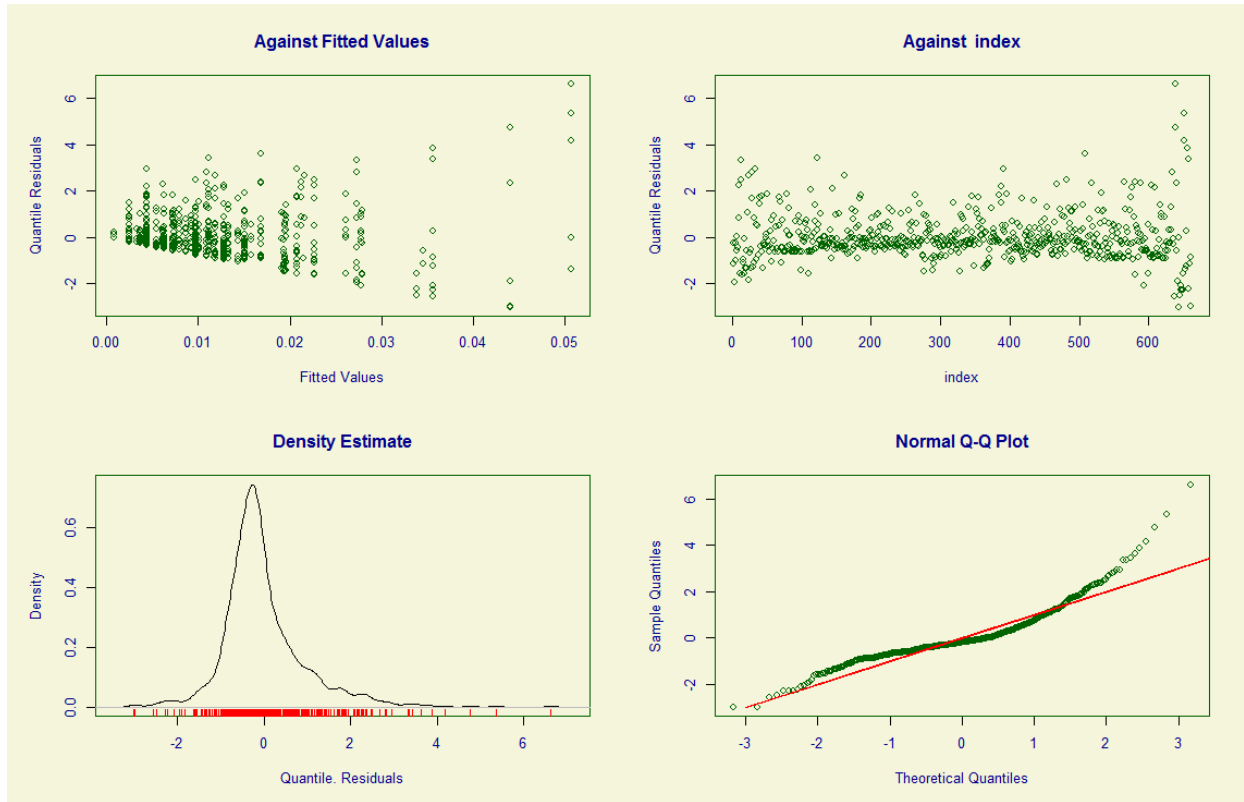 Against Fitted Values
Quantile Residuals
6
4
2
0
-2
0.00 0.01 0.02 0.03 0.04 0.05
Fitted Values
Against index
Quantile Residuals
6
4
2
0
-2
0 100 200 300 400 500 600
index
Density Estimate
Density
0.6
0.4
0.2
0.0
-2 0 2 4 6
Quantile. Residuals
Normal Q-Q Plot
Sample Quantiles
6
4
2
0
-2
-3 -2 -1 0 1 2 3
Theoretical Quantiles